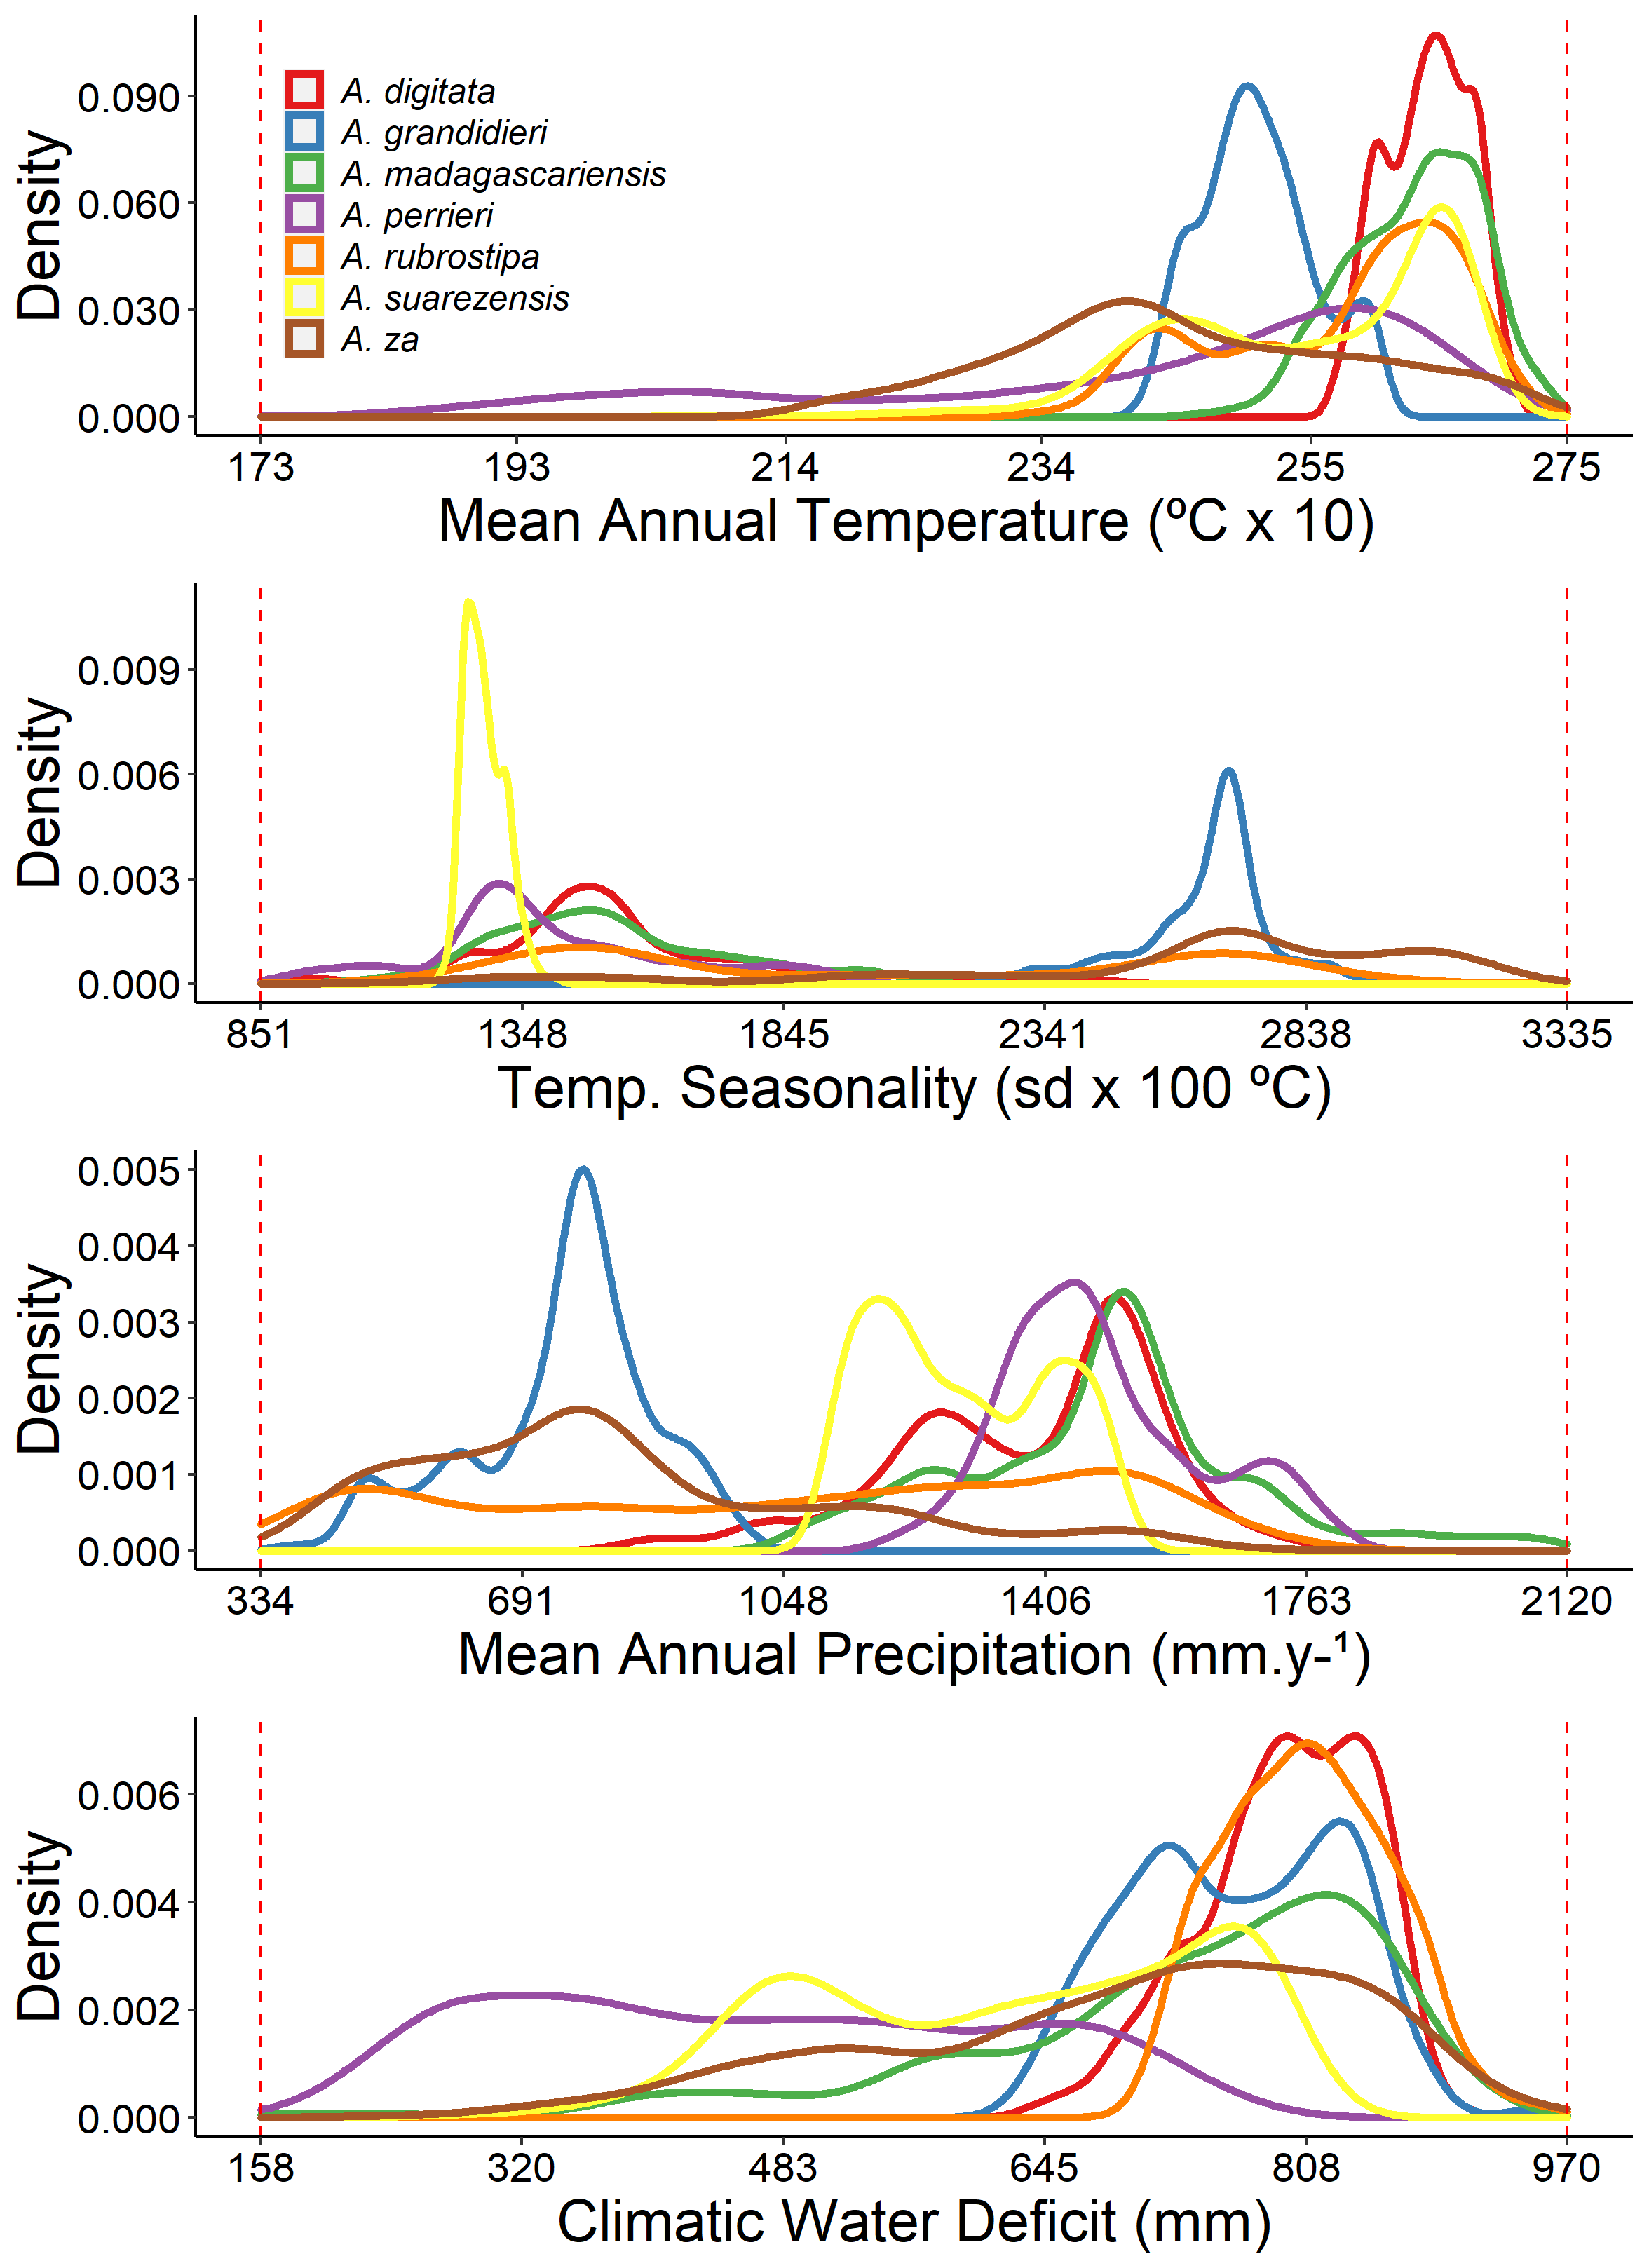 Density
0.090
0.060
0.030
0.000
A. digitata
A. grandidieri
A. madagascariensis
A. perrieri
A. rubrostipa
A. suarezensis
A. za
173 193 214 234 255 275
Mean Annual Temperature (ºC x 10)
Density
0.009
0.006
0.003
0.000
851 1348 1845 2341 2838 3335
Temp. Seasonality (sd x 100 ºC)
Density
0.005
0.004
0.003
0.002
0.001
0.000
334 691 1048 1406 1763 2120
Mean Annual Precipitation (mm.y-¹)
Density
0.006
0.004
0.002
0.000
158 320 483 645 808 970
Climatic Water Deficit (mm)